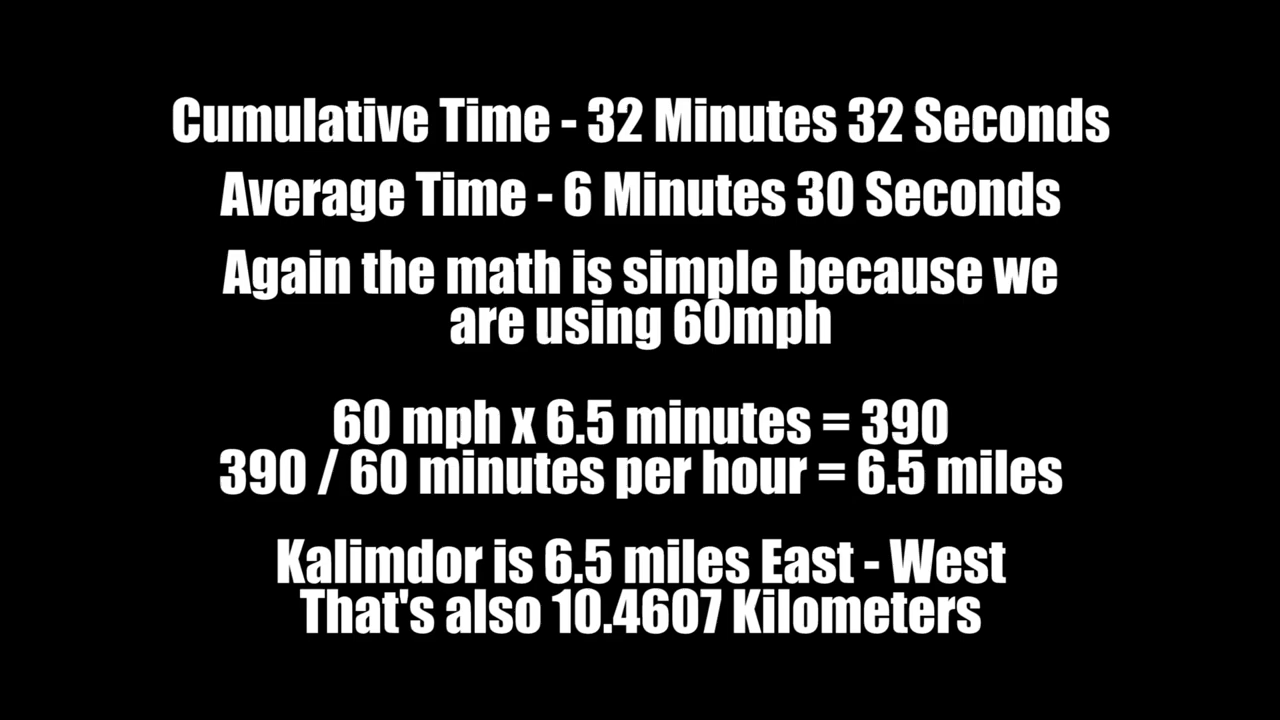 Cumulative Time - 32 Minutes 32 Seconds
Average Time - 6 Minutes 30 Seconds
Again the math is simple because we
are using 60mph
60 mph x 6.5 minutes = 390
390 / 60 minutes per hour = 6.5 miles
Kalimdor is 6.5 miles East - West
That's also 10.4607 Kilometers